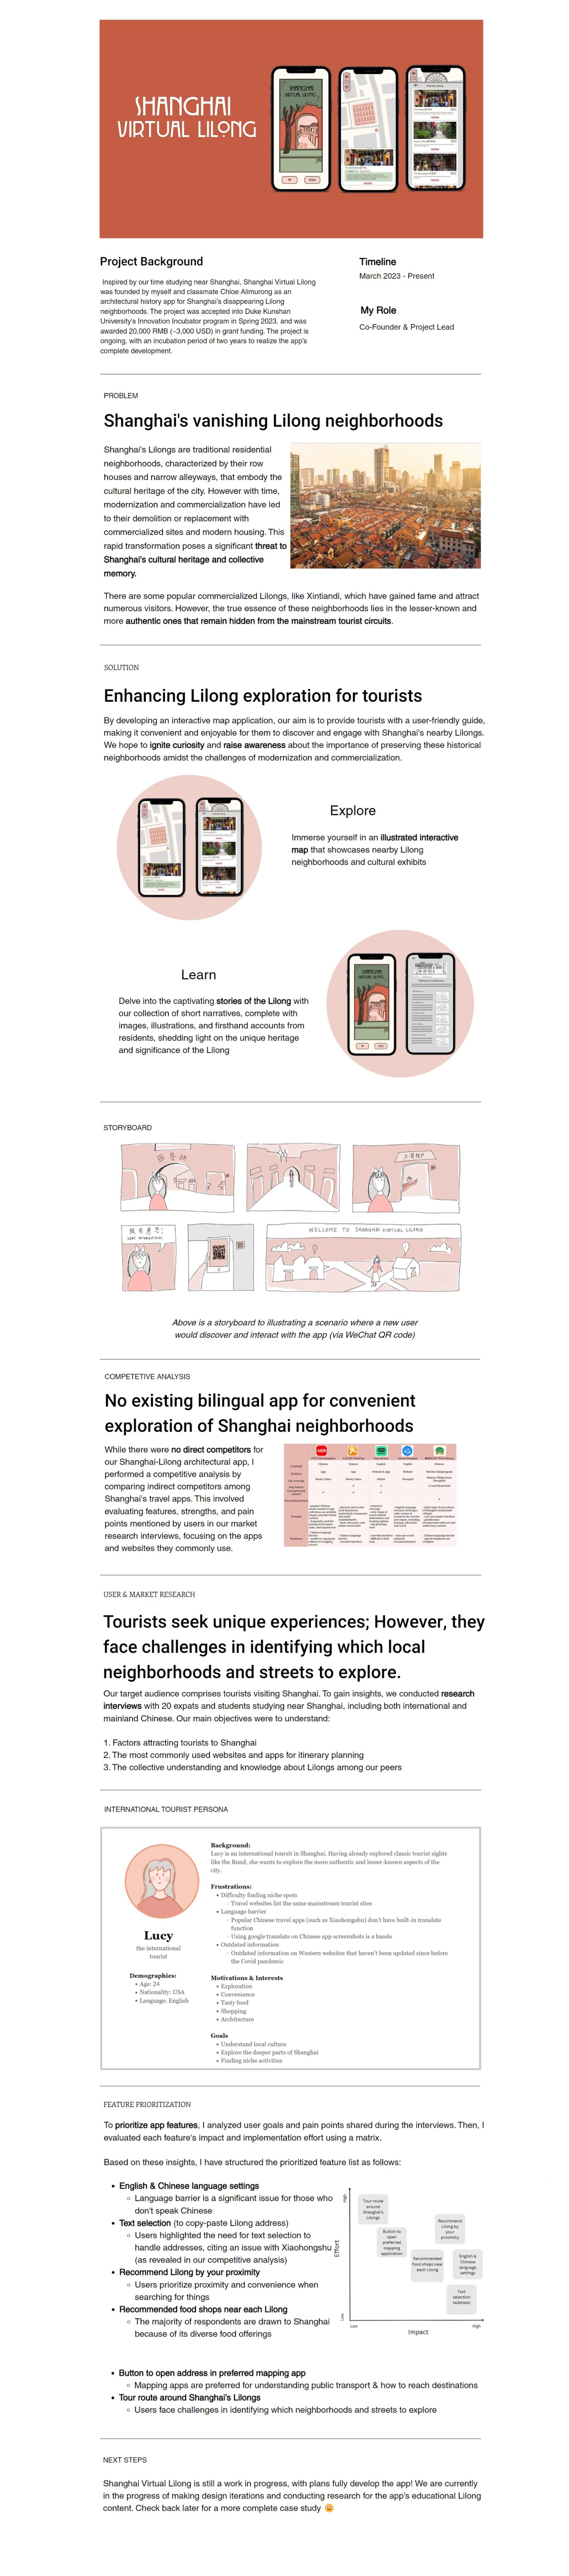 SHANGHAI
VIRTUAL LILONG
Project Background
Inspired by our time studying near Shanghai, Shanghai Virtual Lilong
was founded by myself and classmate Chloe Alimurong as an
architectural history app for Shanghai's disappearing Lilong
neighborhoods. The project was accepted into Duke Kunshan
University's Innovation Incubator program in Spring 2023, and was
awarded 20,000 RMB (~3,000 USD) in grant funding. The project is
ongoing, with an incubation period of two years to realize the app's
complete development.
Timeline
March 2023 - Present
My Role
Co-Founder & Project Lead
PROBLEM
Shanghai's vanishing Lilong neighborhoods
Shanghai's Lilongs are traditional residential
neighborhoods, characterized by their row
houses and narrow alleyways, that embody the
cultural heritage of the city. However with time,
modernization and commercialization have led
to their demolition or replacement with
commercialized sites and modern housing. This
rapid transformation poses a significant threat to
Shanghai's cultural heritage and collective
memory.
There are some popular commercialized Lilongs, like Xintiandi, which have gained fame and attract
numerous visitors. However, the true essence of these neighborhoods lies in the lesser-known and
more authentic ones that remain hidden from the mainstream tourist circuits.
SOLUTION
Enhancing Lilong exploration for tourists
By developing an interactive map application, our aim is to provide tourists with a user-friendly guide,
making it convenient and enjoyable for them to discover and engage with Shanghai's nearby Lilongs.
We hope to ignite curiosity and raise awareness about the importance of preserving these historical
neighborhoods amidst the challenges of modernization and commercialization.
Explore
Immerse yourself in an illustrated interactive
map that showcases nearby Lilong
neighborhoods and cultural exhibits
Learn
Delve into the captivating stories of the Lilong with
our collection of short narratives, complete with
images, illustrations, and firsthand accounts from
residents, shedding light on the unique heritage
and significance of the Lilong
SHANGHAI
VIRTUAL LILONG
STORYBOARD
田子坊
很有意思!
VERY INTERESTING!
WELCOME TO SHANGHAI VIRTUAL LILONG
Above is a storyboard to illustrating a scenario where a new user
would discover and interact with the app (via WeChat QR code)
COMPETETIVE ANALYSIS
No existing bilingual app for convenient
exploration of Shanghai neighborhoods
While there were no direct competitors for
our Shanghai-Lilong architectural app, I
performed a competitive analysis by
comparing indirect competitors among
Shanghai's travel apps. This involved
evaluating features, strengths, and pain
points mentioned by users in our market
research interviews, focusing on the apps
and websites they commonly use.
USER & MARKET RESEARCH
Tourists seek unique experiences; However, they
face challenges in identifying which local
neighborhoods and streets to explore.
Our target audience comprises tourists visiting Shanghai. To gain insights, we conducted research
interviews with 20 expats and students studying near Shanghai, including both international and
mainland Chinese. Our main objectives were to understand:
1. Factors attracting tourists to Shanghai
2. The most commonly used websites and apps for itinerary planning
3. The collective understanding and knowledge about Lilongs among our peers
INTERNATIONAL TOURIST PERSONA
Lucy
the international
tourist
Demographics:
• Age: 24
• Nationality: USA
• Language: English
Background:
Lucy is an international toursit in Shanghai. Having already explored classic tourist sights
like the Bund, she wants to explore the more authentic and lesser-known aspects of the
city.
Frustrations:
• Difficulty finding niche spots
◦ Travel websites list the same mainstream tourist sites
• Language barrier
◦ Popular Chinese travel apps (such as Xiaohongshu) don't have built-in translate
function
◦ Using google translate on Chinese app screenshots is a hassle
• Outdated information
◦ Outdated information on Western websites that haven't been updated since before
the Covid pandemic
Motivations & Interests
• Exploration
• Convenience
• Tasty food
• Shopping
• Architecture
Goals
• Understand local culture
• Explore the deeper parts of Shanghai
• Finding niche activities
FEATURE PRIORITIZATION
To prioritize app features, I analyzed user goals and pain points shared during the interviews. Then, I
evaluated each feature's impact and implementation effort using a matrix.
Based on these insights, I have structured the prioritized feature list as follows:
• English & Chinese language settings
◦ Language barrier is a significant issue for those who
don't speak Chinese
• Text selection (to copy-paste Lilong address)
◦ Users highlighted the need for text selection to
handle addresses, citing an issue with Xiaohongshu
(as revealed in our competitive analysis)
• Recommend Lilong by your proximity
◦ Users prioritize proximity and convenience when
searching for things
• Recommended food shops near each Lilong
◦ The majority of respondents are drawn to Shanghai
because of its diverse food offerings
High
Effort
Low
Low
Impact
High
Tour route
around
Shanghai's
Lilongs
Button to
open
preferred
mapping
application
Recommend
Lilong by
your
proximity
Recommended
food shops near
each Lilong
English &
Chinese
language
settings
Text
selection
(address)
• Button to open address in preferred mapping app
◦ Mapping apps are preferred for understanding public transport & how to reach destinations
• Tour route around Shanghai's Lilongs
◦ Users face challenges in identifying which neighborhoods and streets to explore
NEXT STEPS
Shanghai Virtual Lilong is still a work in progress, with plans fully develop the app! We are currently
in the progress of making design iterations and conducting research for the app's educational Lilong
content. Check back later for a more complete case study 😀